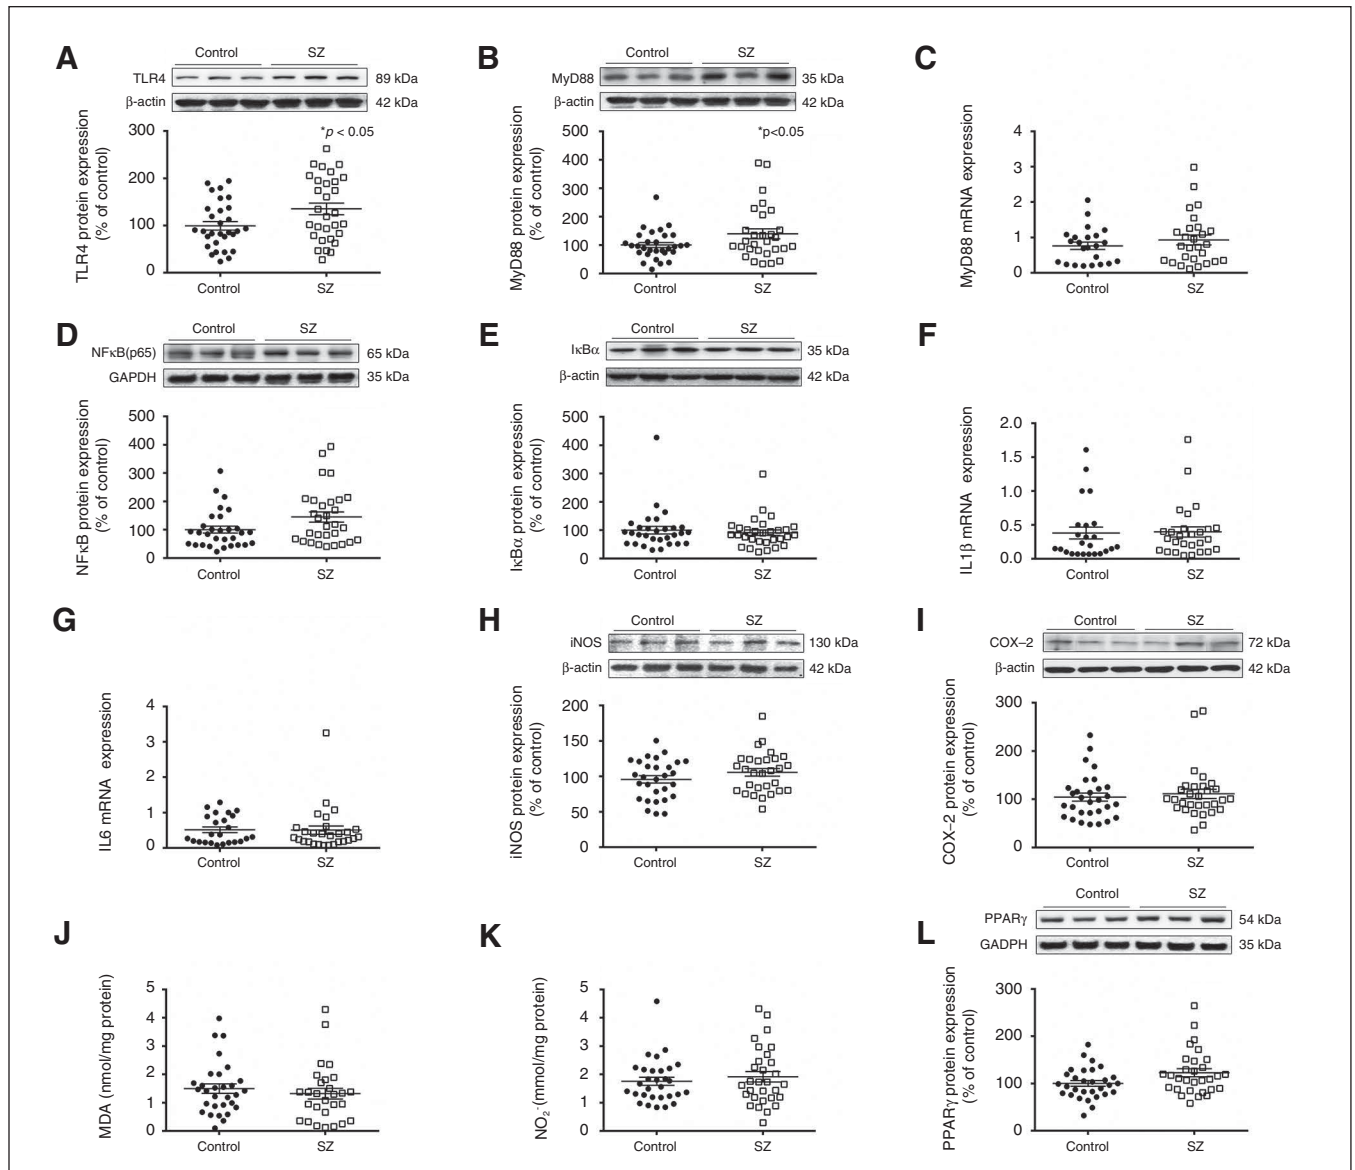 A
Control SZ
TLR4 89 kDa
β-actin 42 kDa
*p < 0.05
TLR4 protein expression
(% of control)
300
200
100
0
Control SZ
B
Control SZ
MyD88 35 kDa
β-actin 42 kDa
*p<0.05
MyD88 protein expression
(% of control)
500
400
300
200
100
0
Control SZ
C
MyD88 mRNA expression
4
3
2
1
0
Control SZ
D
Control SZ
NFκB(p65) 65 kDa
GAPDH 35 kDa
NFκB protein expression
(% of control)
500
400
300
200
100
0
Control SZ
E
Control SZ
IκBα 35 kDa
β-actin 42 kDa
IκBα protein expression
(% of control)
500
400
300
200
100
0
Control SZ
F
IL1β mRNA expression
2.0
1.5
1.0
0.5
0.0
Control SZ
G
IL6 mRNA expression
4
3
2
1
0
Control SZ
H
Control SZ
iNOS 130 kDa
β-actin 42 kDa
iNOS protein expression
(% of control)
200
150
100
50
0
Control SZ
I
Control SZ
COX–2 72 kDa
β-actin 42 kDa
COX–2 protein expression
(% of control)
300
200
100
0
Control SZ
J
MDA (nmol/mg protein)
5
4
3
2
1
0
Control SZ
K
NO₂⁻(mmol/mg protein)
5
4
3
2
1
0
Control SZ
L
Control SZ
PPARγ 54 kDa
GADPH 35 kDa
PPARγ protein expression
(% of control)
300
200
100
0
Control SZ